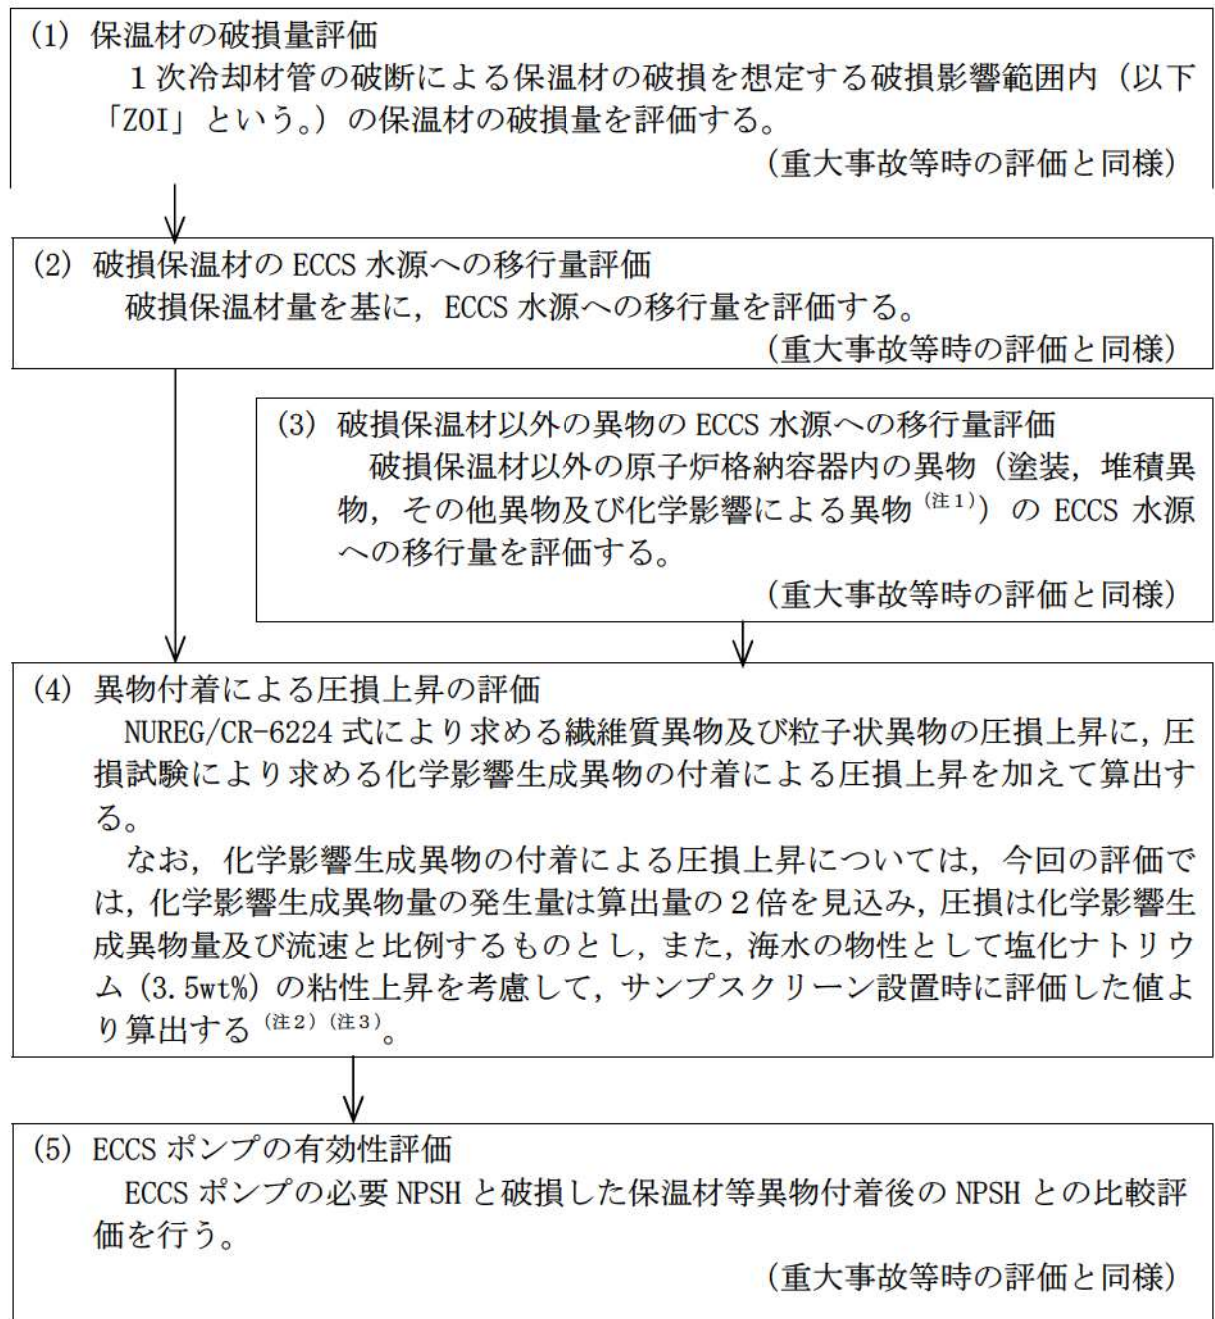 (1) 保温材の破損量評価
１次冷却材管の破断による保温材の破損を想定する破損影響範囲内（以下
「ZOI」という。）の保温材の破損量を評価する。
（重大事故等時の評価と同様）
(2) 破損保温材の ECCS 水源への移行量評価
破損保温材量を基に，ECCS 水源への移行量を評価する。
（重大事故等時の評価と同様）
(3) 破損保温材以外の異物の ECCS 水源への移行量評価
破損保温材以外の原子炉格納容器内の異物（塗装，堆積異
物，その他異物及び化学影響による異物（注１））の ECCS 水源
への移行量を評価する。
（重大事故等時の評価と同様）
(4) 異物付着による圧損上昇の評価
NUREG/CR-6224 式により求める繊維質異物及び粒子状異物の圧損上昇に，圧
損試験により求める化学影響生成異物の付着による圧損上昇を加えて算出す
る。
なお，化学影響生成異物の付着による圧損上昇については，今回の評価で
は，化学影響生成異物量の発生量は算出量の２倍を見込み，圧損は化学影響生
成異物量及び流速と比例するものとし，また，海水の物性として塩化ナトリウ
ム（3.5wt%）の粘性上昇を考慮して，サンプスクリーン設置時に評価した値よ
り算出する（注２）（注３）。
(5) ECCS ポンプの有効性評価
ECCS ポンプの必要 NPSH と破損した保温材等異物付着後の NPSH との比較評
価を行う。
（重大事故等時の評価と同様）